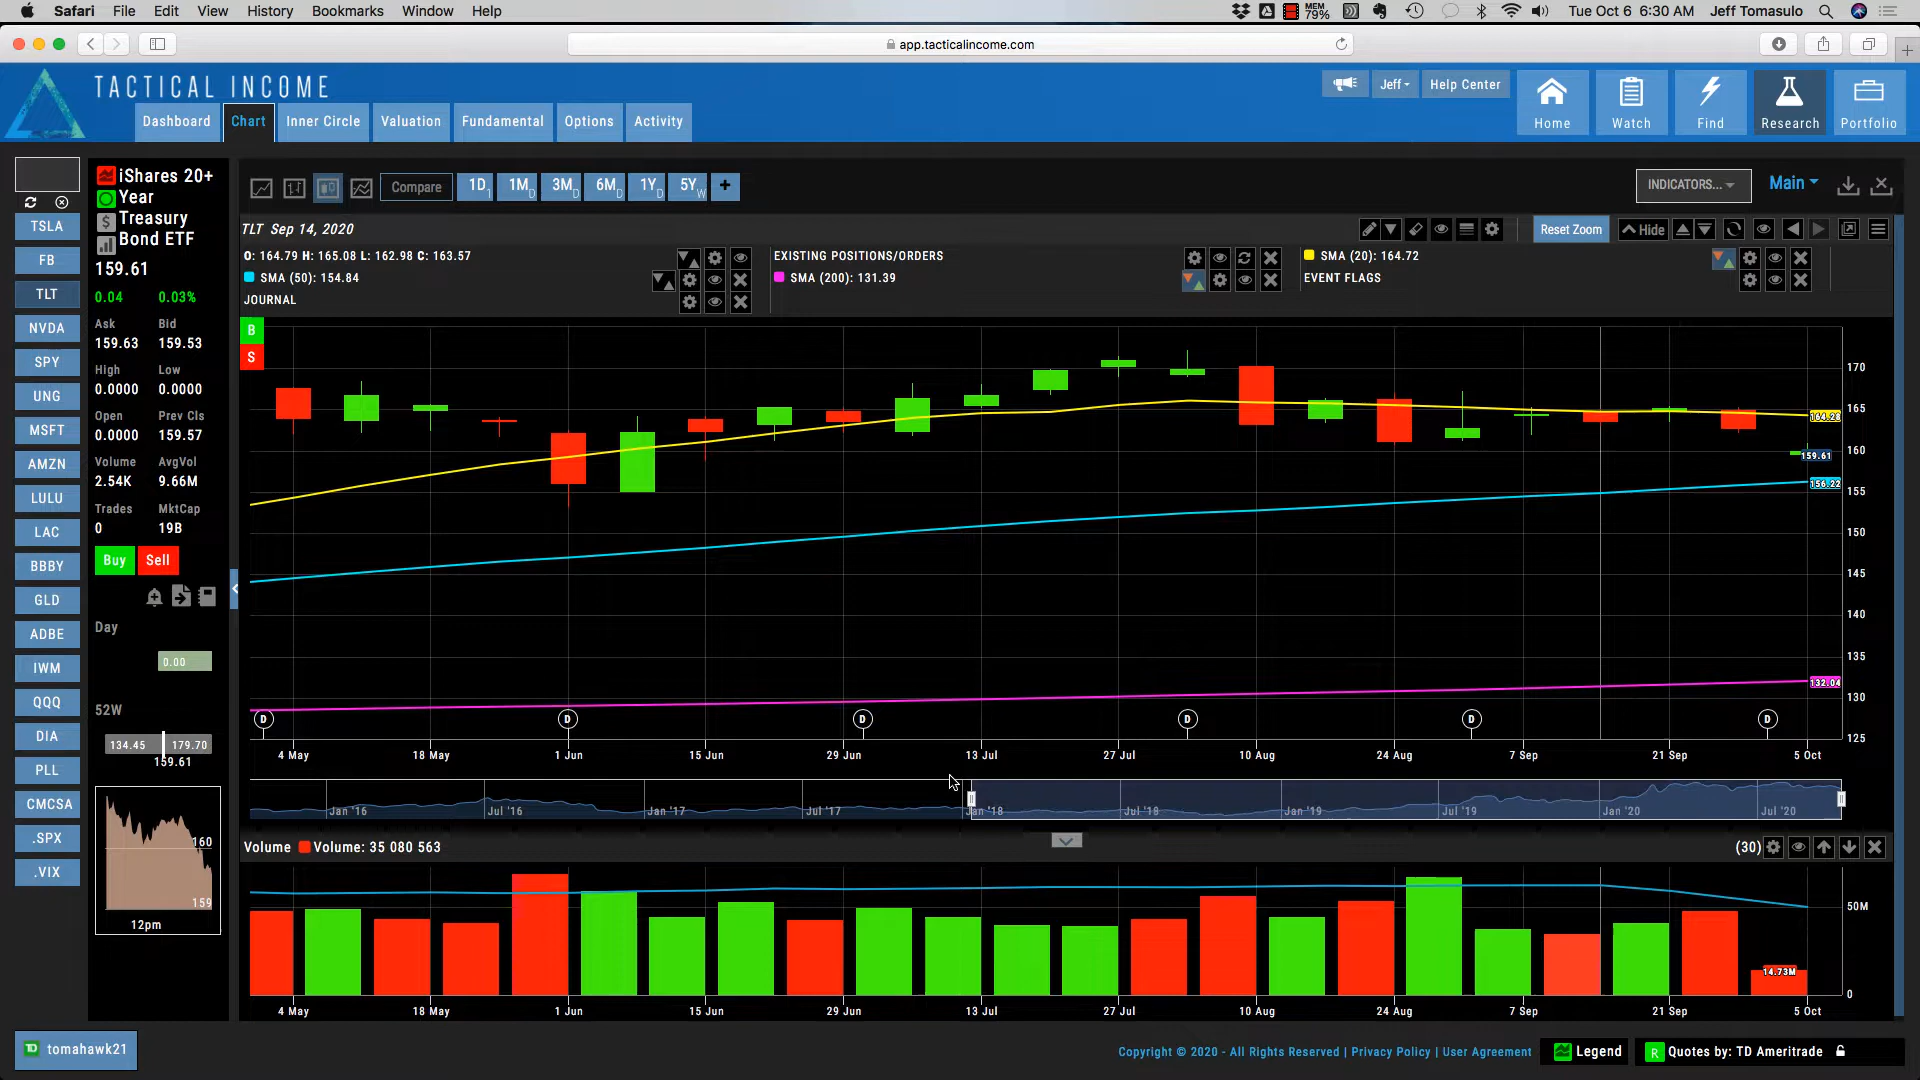 Safari File Edit View History Bookmarks Window Help MEM 79% Tue Oct 6 6:30 AM Jeff Tomasulo
app.tacticalincome.com
TACTICAL INCOME
Jeff Help Center
Home Watch Find Research Portfolio
Dashboard Chart Inner Circle Valuation Fundamental Options Activity
TSLA
FB
TLT
NVDA
SPY
UNG
MSFT
AMZN
LULU
LAC
BBBY
GLD
ADBE
IWM
QQQ
DIA
PLL
CMCSA
.SPX
.VIX
iShares 20+
Year
Treasury
Bond ETF
159.61
0.04 0.03%
Ask Bid
159.63 159.53
High Low
0.0000 0.0000
Open Prev Cls
0.0000 159.57
Volume AvgVol
2.54K 9.66M
Trades MktCap
0 19B
Buy Sell
Day
0.00
52W
134.45 179.70
159.61
160
159
12pm
Compare 1D 1 1M D 3M D 6M D 1Y D 5Y W + INDICATORS... Main
TLT Sep 14, 2020 Reset Zoom Hide
O: 164.79 H: 165.08 L: 162.98 C: 163.57 EXISTING POSITIONS/ORDERS SMA (20): 164.72
SMA (50): 154.84 SMA (200): 131.39 EVENT FLAGS
JOURNAL
B
S
170
165
164.28
160
159.61
156.22
155
150
145
140
135
132.04
130
125
D D D D D D
4 May 18 May 1 Jun 15 Jun 29 Jun 13 Jul 27 Jul 10 Aug 24 Aug 7 Sep 21 Sep 5 Oct
Jan '16 Jul '16 Jan '17 Jul '17 Jan '18 Jul '18 Jan '19 Jul '19 Jan '20 Jul '20
Volume Volume: 35 080 563 (30)
50M
14.73M
0
4 May 18 May 1 Jun 15 Jun 29 Jun 13 Jul 27 Jul 10 Aug 24 Aug 7 Sep 21 Sep 5 Oct
tomahawk21
Copyright © 2020 - All Rights Reserved | Privacy Policy | User Agreement Legend R Quotes by: TD Ameritrade